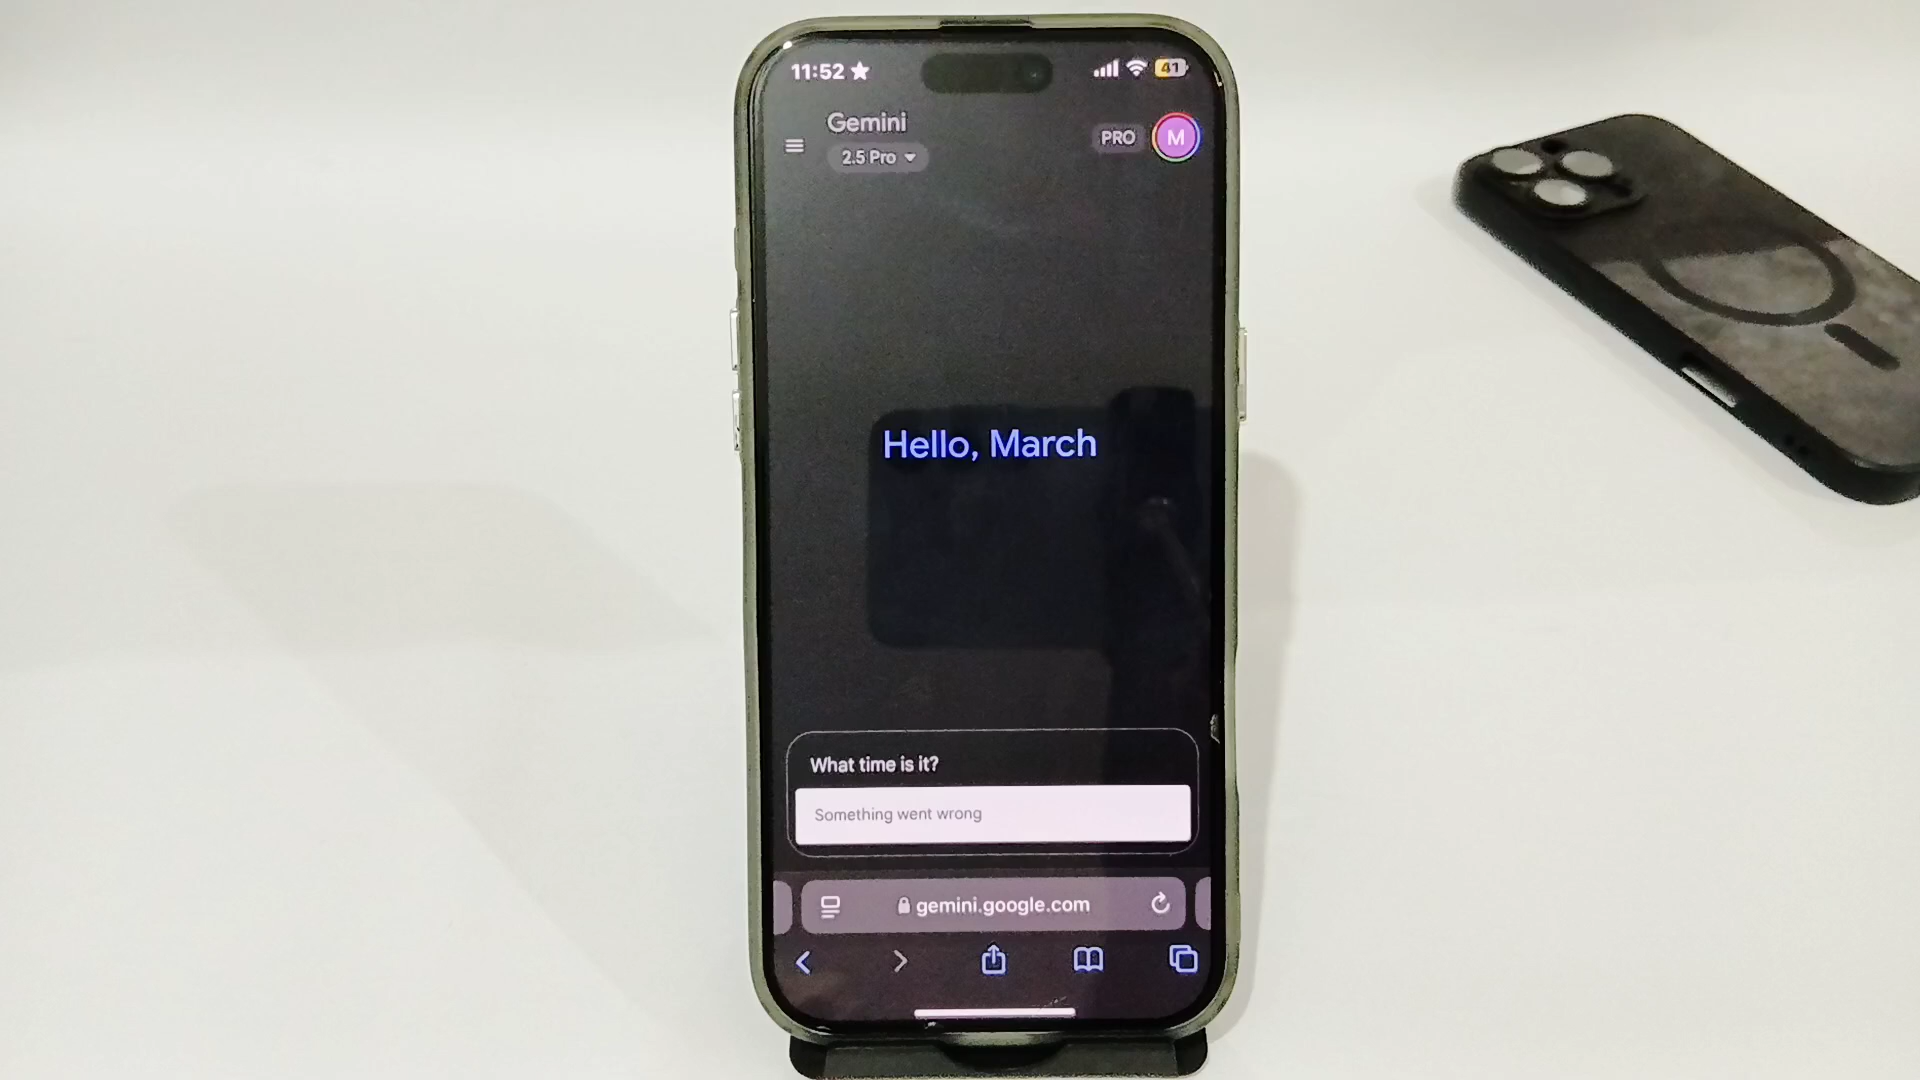 11:52
41
Gemini
2.5 Pro
PRO
M
Hello, March
What time is it?
Something went wrong
gemini.google.com